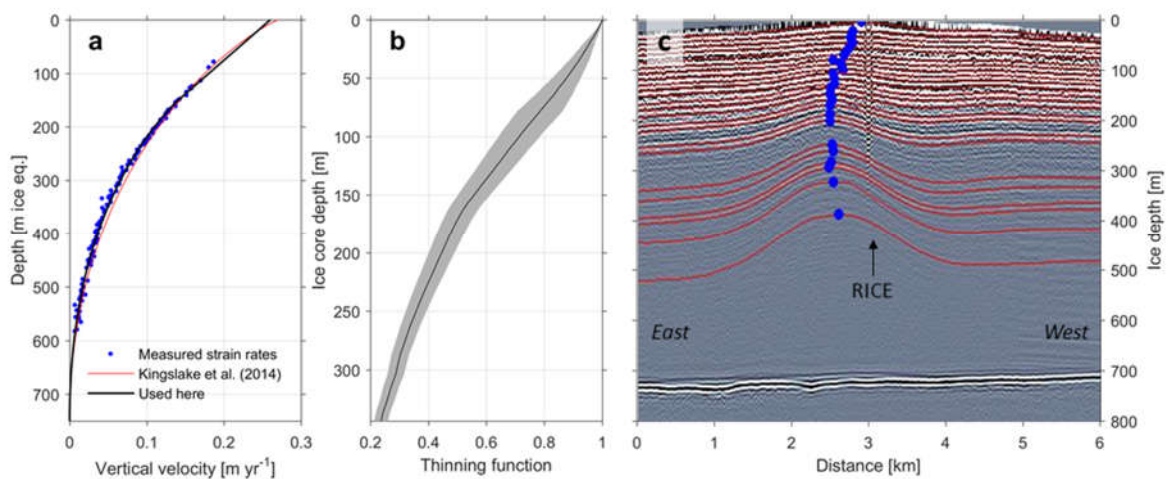 a
Depth [m ice eq.]
0
100
200
300
400
500
600
700
Measured strain rates
Kingslake et al. (2014)
Used here
0 0.1 0.2 0.3
Vertical velocity [m yr-1]
b
Ice core depth [m]
0
50
100
150
200
250
300
0.2 0.4 0.6 0.8 1
Thinning function
c
RICE
East
West
0
100
200
300
400
500
600
700
800
Ice depth [m]
0 1 2 3 4 5 6
Distance [km]